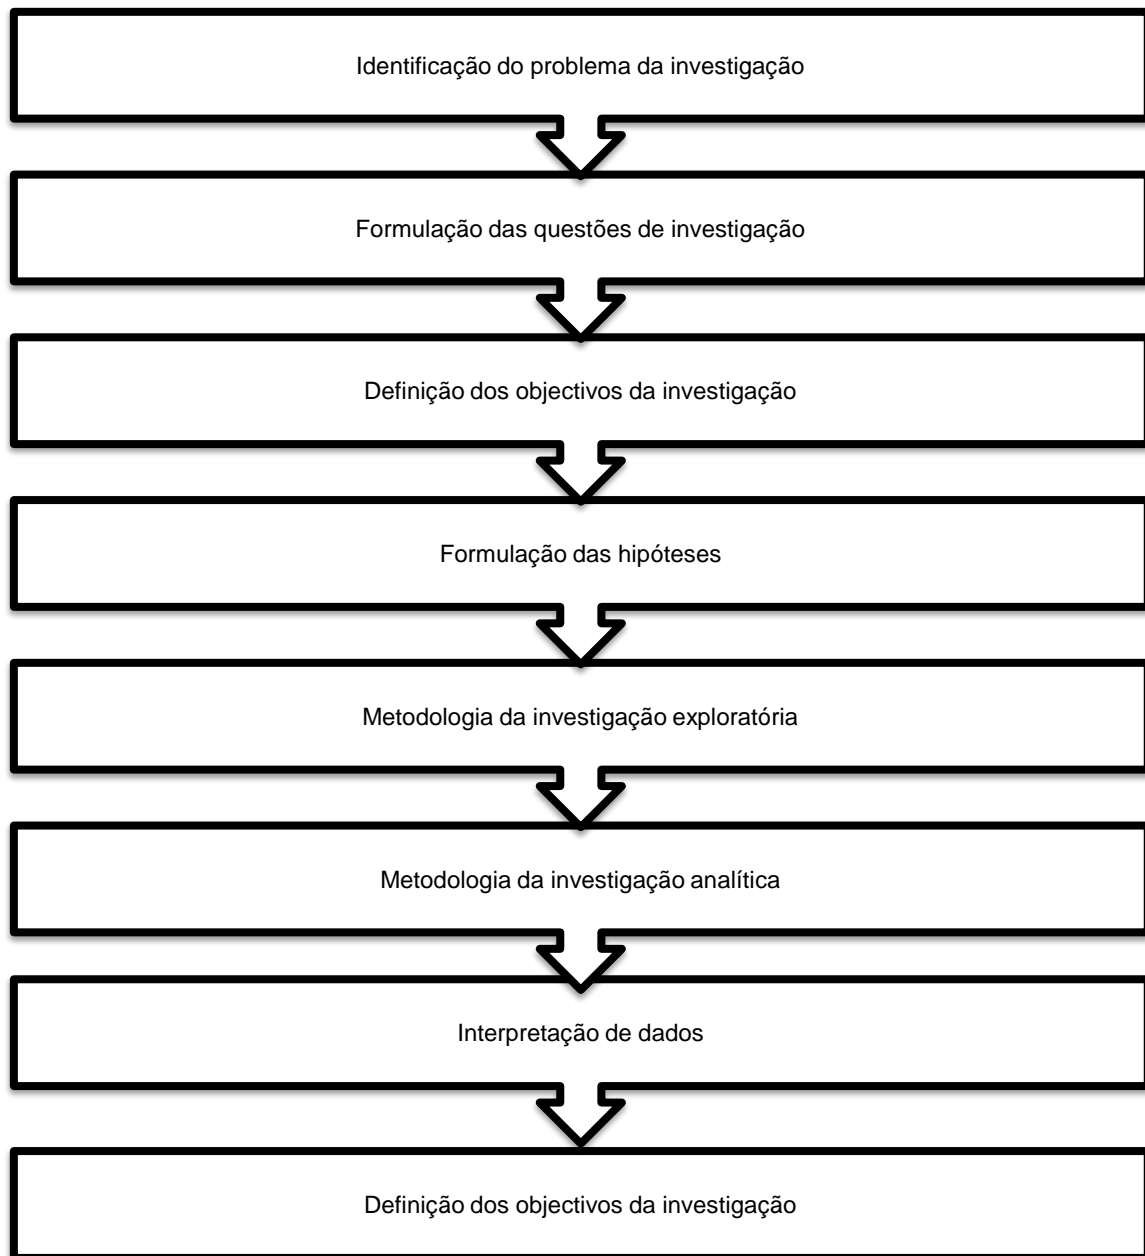 Identificação do problema da investigação
Formulação das questões de investigação
Definição dos objectivos da investigação
Formulação das hipóteses
Metodologia da investigação exploratória
Metodologia da investigação analítica
Interpretação de dados
Definição dos objectivos da investigação